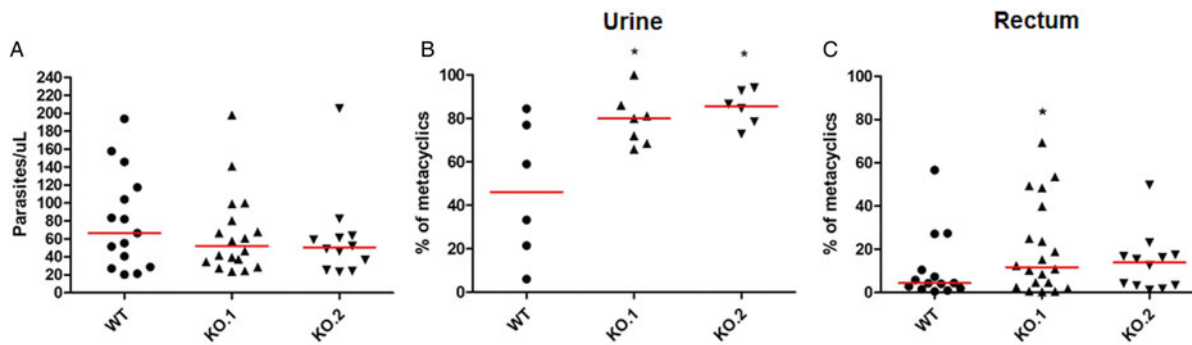 Urine
Rectum
A
B
C
Parasites/uL
240
220
200
180
160
140
120
100
80
60
40
20
0
WT
KO.1
KO.2
% of metacyclics
100
80
60
40
20
0
*
*
WT
KO.1
KO.2
% of metacyclics
100
80
60
40
20
0
*
WT
KO.1
KO.2